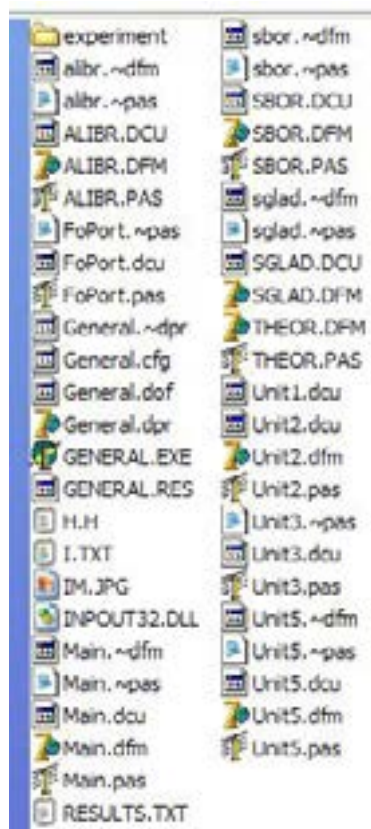 experiment
alibr.~dfm
alibr.~pas
ALIBR.DCU
ALIBR.DFM
ALIBR.PAS
FoPort.~pas
FoPort.dcu
FoPort.pas
General.~dpr
General.cfg
General.dof
General.dpr
GENERAL.EXE
GENERAL.RES
H.H
I.TXT
IM.JPG
INPOUT32.DLL
Main.~dfm
Main.~pas
Main.dcu
Main.dfm
Main.pas
RESULTS.TXT
sbor.~dfm
sbor.~pas
SBOR.DCU
SBOR.DFM
SBOR.PAS
sglad.~dfm
sglad.~pas
SGLAD.DCU
SGLAD.DFM
THEOR.DFM
THEOR.PAS
Unit1.dcu
Unit2.dcu
Unit2.dfm
Unit2.pas
Unit3.~pas
Unit3.dcu
Unit3.pas
Unit5.~dfm
Unit5.~pas
Unit5.dcu
Unit5.dfm
Unit5.pas